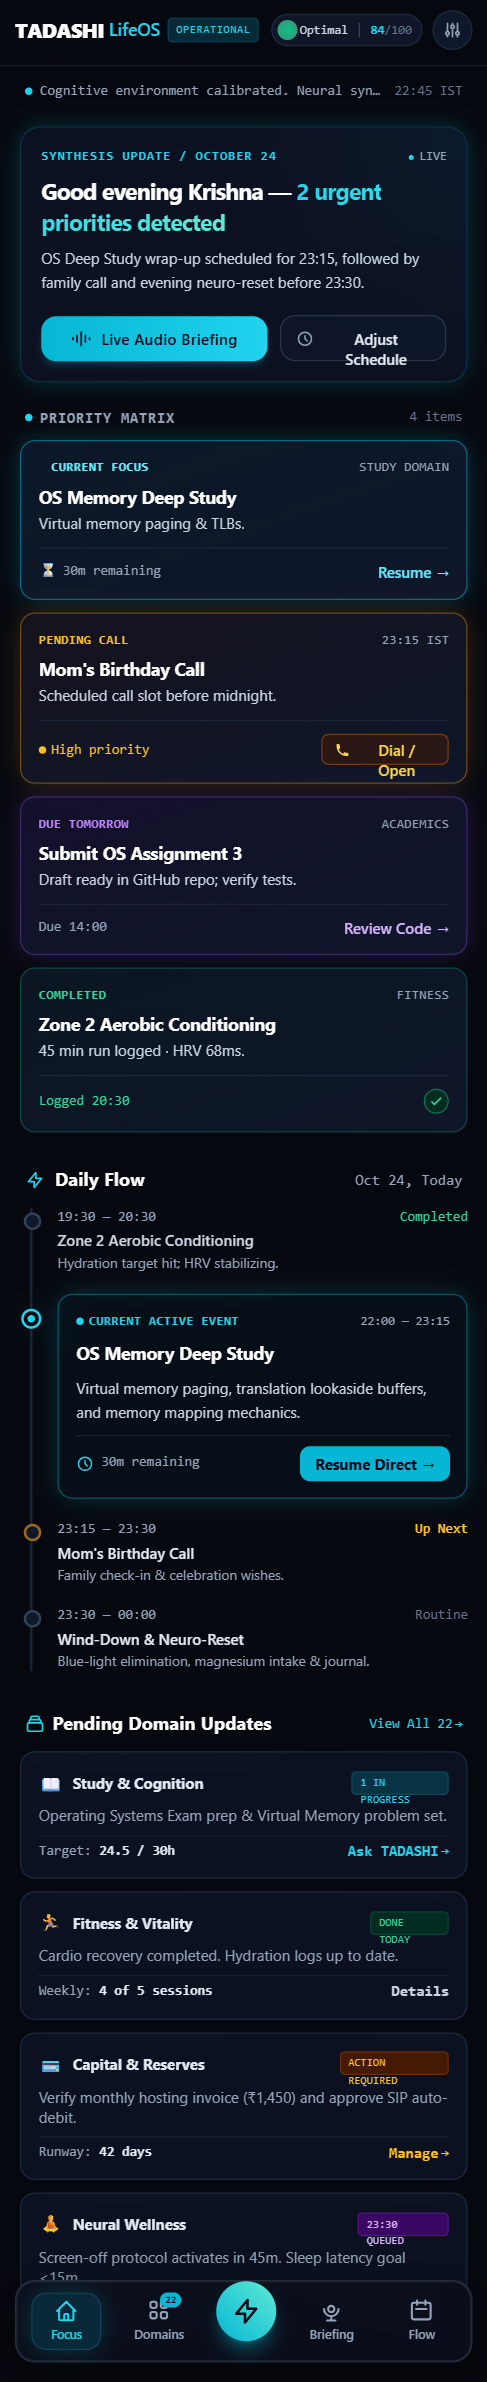 TADASHI LifeOS OPERATIONAL Optimal | 84/100
Cognitive environment calibrated. Neural syn… 22:45 IST
SYNTHESIS UPDATE / OCTOBER 24 LIVE
Good evening Krishna — 2 urgent
priorities detected
OS Deep Study wrap-up scheduled for 23:15, followed by
family call and evening neuro-reset before 23:30.
Live Audio Briefing
Adjust
Schedule
PRIORITY MATRIX 4 items
CURRENT FOCUS STUDY DOMAIN
OS Memory Deep Study
Virtual memory paging & TLBs.
⏳ 30m remaining Resume →
PENDING CALL 23:15 IST
Mom's Birthday Call
Scheduled call slot before midnight.
High priority
Dial /
Open
DUE TOMORROW ACADEMICS
Submit OS Assignment 3
Draft ready in GitHub repo; verify tests.
Due 14:00 Review Code →
COMPLETED FITNESS
Zone 2 Aerobic Conditioning
45 min run logged · HRV 68ms.
Logged 20:30
Daily Flow Oct 24, Today
19:30 — 20:30 Completed
Zone 2 Aerobic Conditioning
Hydration target hit; HRV stabilizing.
CURRENT ACTIVE EVENT 22:00 — 23:15
OS Memory Deep Study
Virtual memory paging, translation lookaside buffers,
and memory mapping mechanics.
30m remaining Resume Direct →
23:15 — 23:30 Up Next
Mom's Birthday Call
Family check-in & celebration wishes.
23:30 — 00:00 Routine
Wind-Down & Neuro-Reset
Blue-light elimination, magnesium intake & journal.
Pending Domain Updates View All 22→
Study & Cognition 1 IN
PROGRESS
Operating Systems Exam prep & Virtual Memory problem set.
Target: 24.5 / 30h Ask TADASHI→
Fitness & Vitality DONE
TODAY
Cardio recovery completed. Hydration logs up to date.
Weekly: 4 of 5 sessions Details
Capital & Reserves ACTION
REQUIRED
Verify monthly hosting invoice (₹1,450) and approve SIP auto-
debit.
Runway: 42 days Manage→
Neural Wellness 23:30
QUEUED
Screen-off protocol activates in 45m. Sleep latency goal
<15m.
22
Focus Domains Briefing Flow